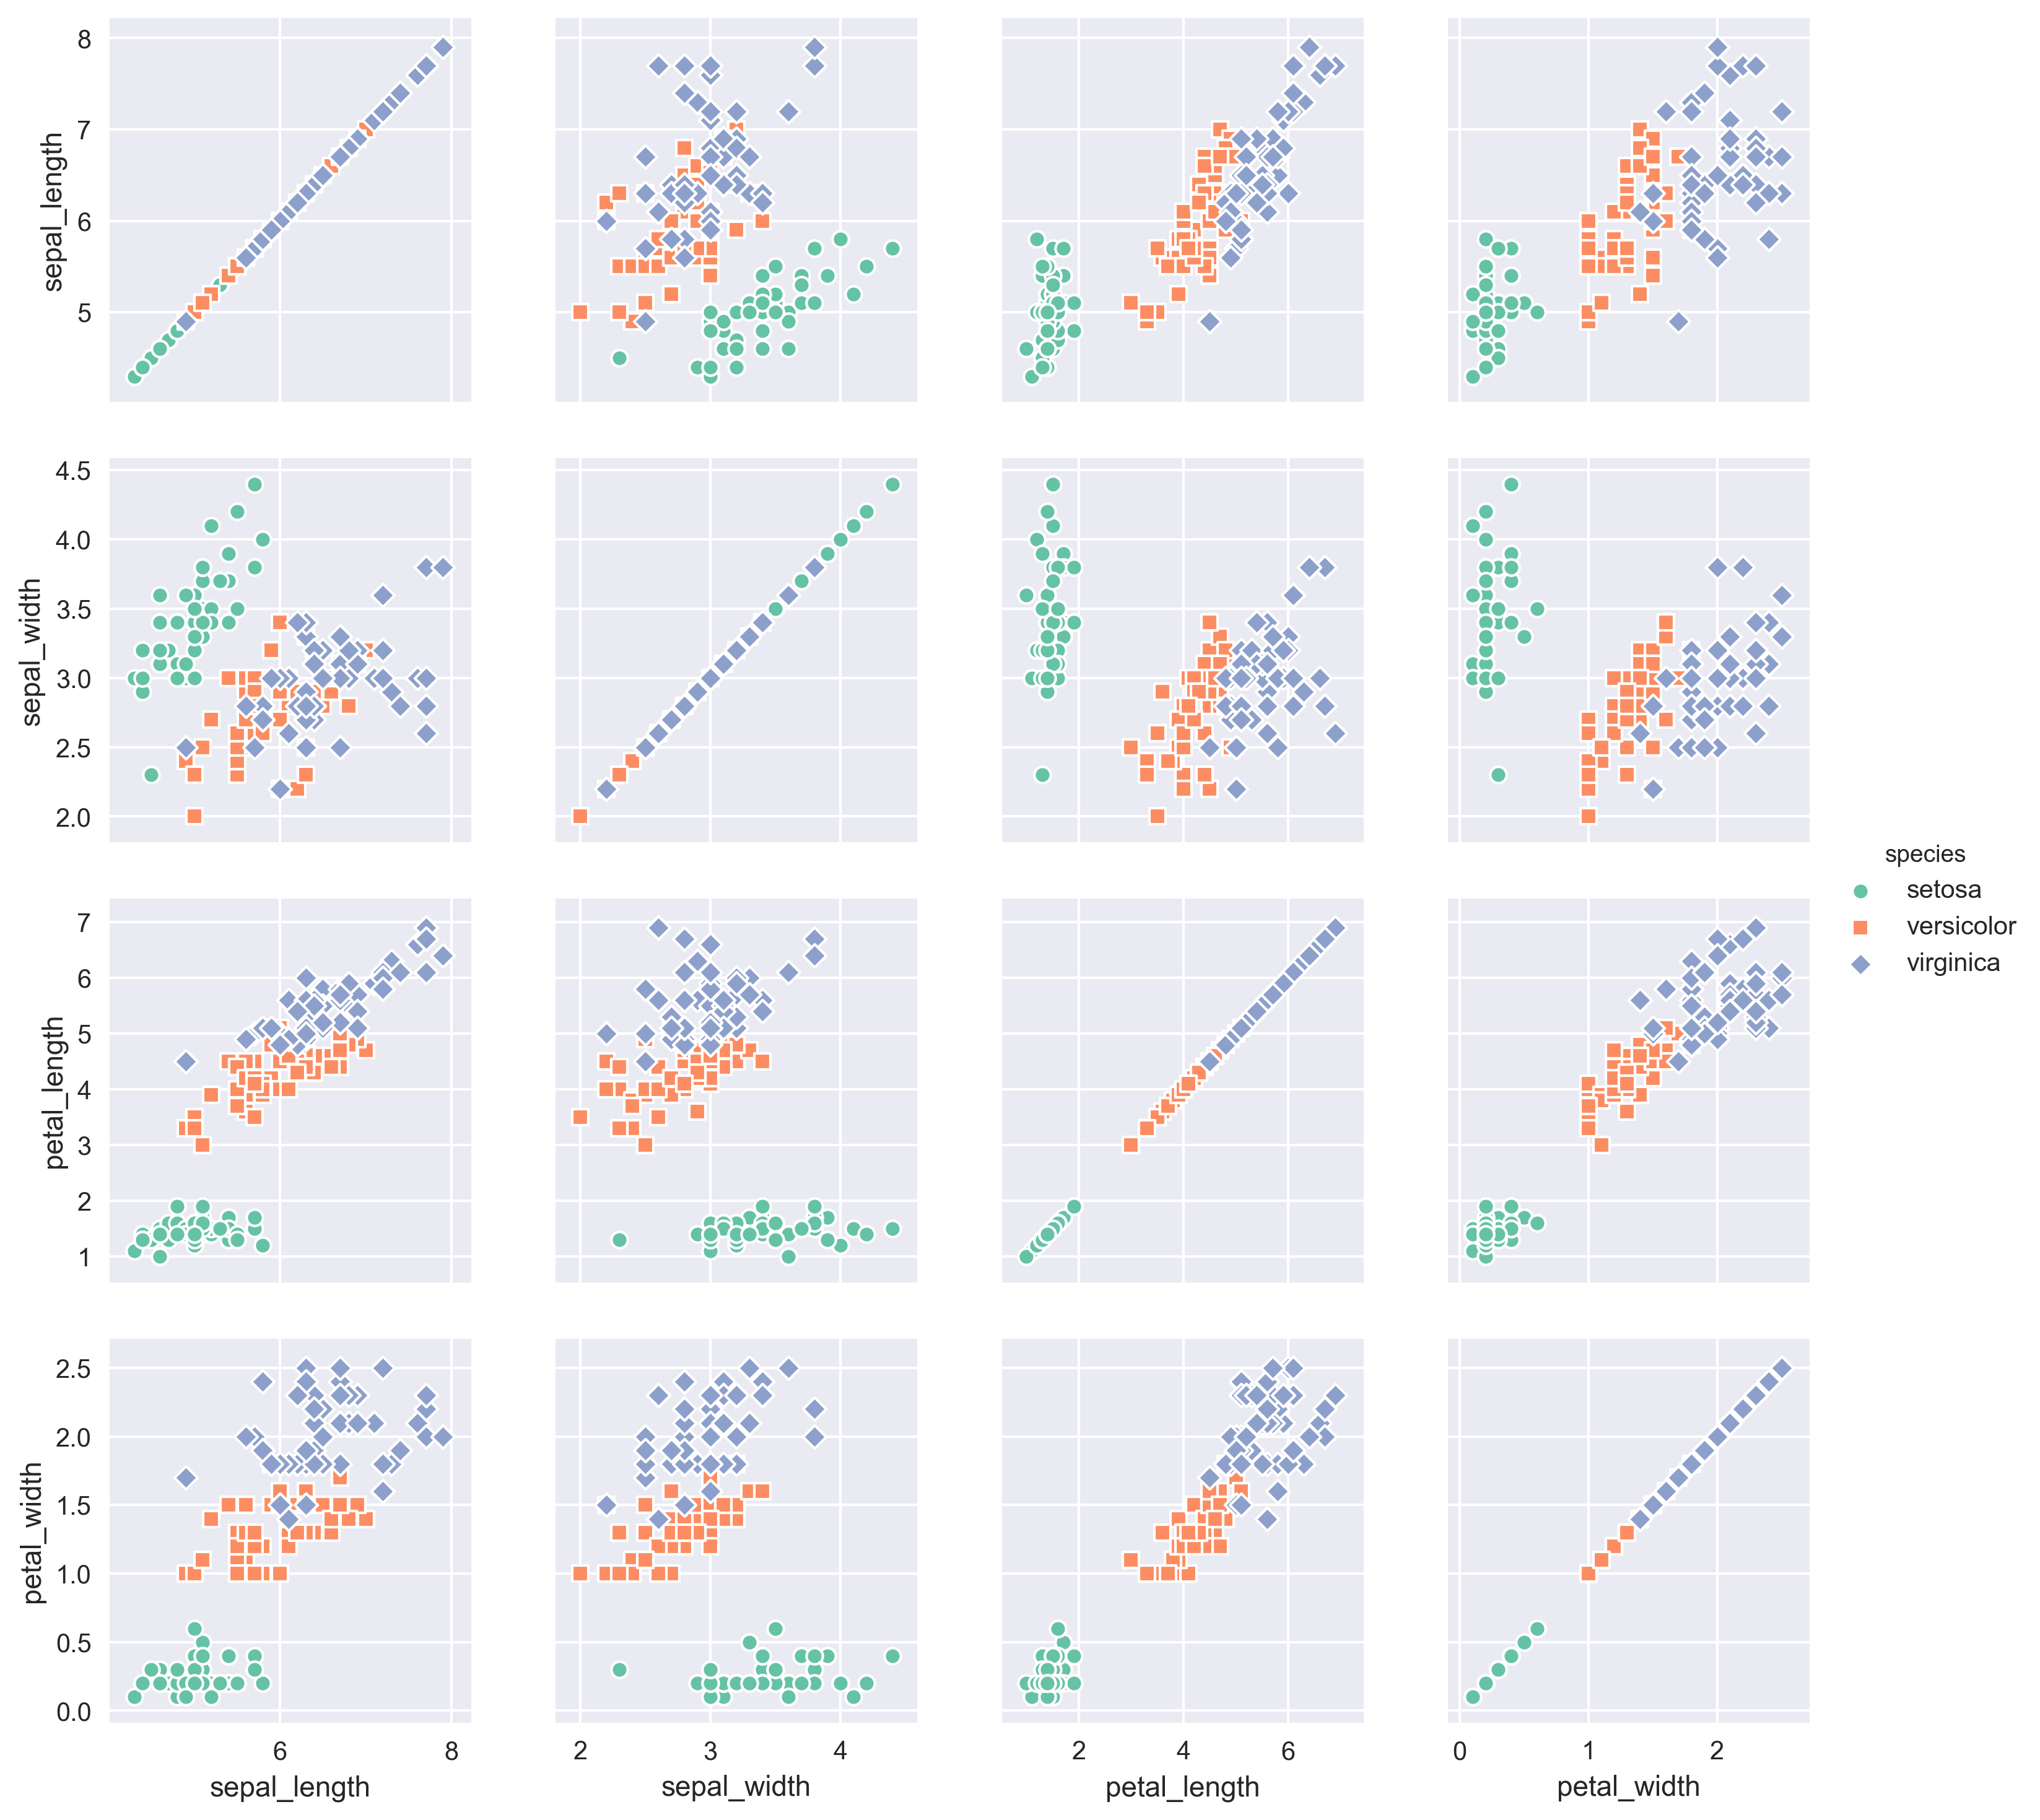 8
7
6
5
sepal_length
4.5
4.0
3.5
3.0
2.5
2.0
sepal_width
species
setosa
versicolor
virginica
7
6
5
4
3
2
1
petal_length
2.5
2.0
1.5
1.0
0.5
0.0
petal_width
6 8
2 3 4
2 4 6
0 1 2
sepal_length sepal_width petal_length petal_width